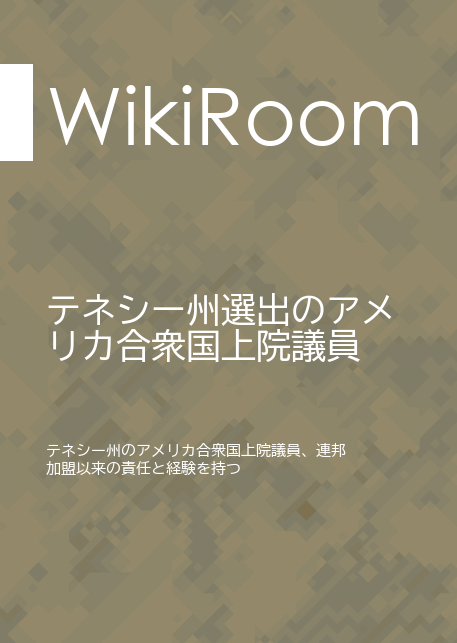 WikiRoom
テネシー州選出のアメ
リカ合衆国上院議員
テネシー州のアメリカ合衆国上院議員、連邦
加盟以来の責任と経験を持つ